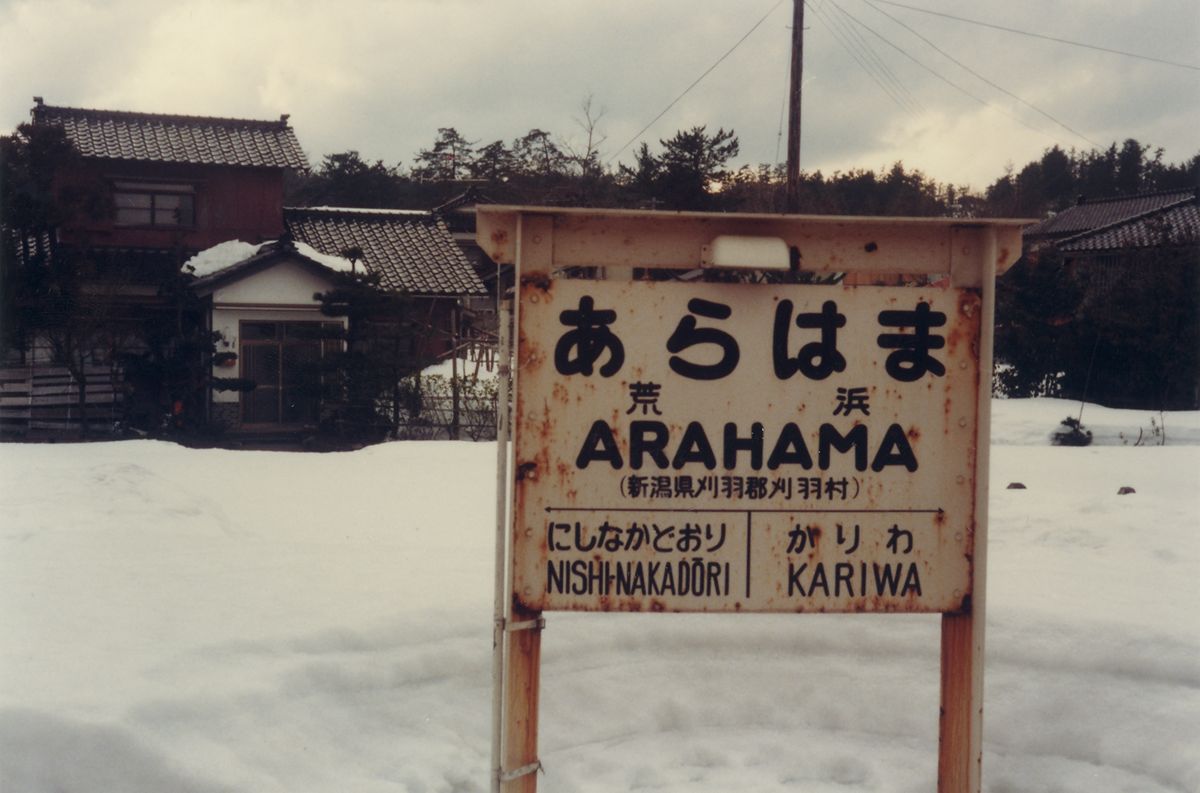 あらはま
荒浜
ARAHAMA
(新潟県刈羽郡刈羽村)
にしなかどおり かりわ
NISHI-NAKADŌRI KARIWA